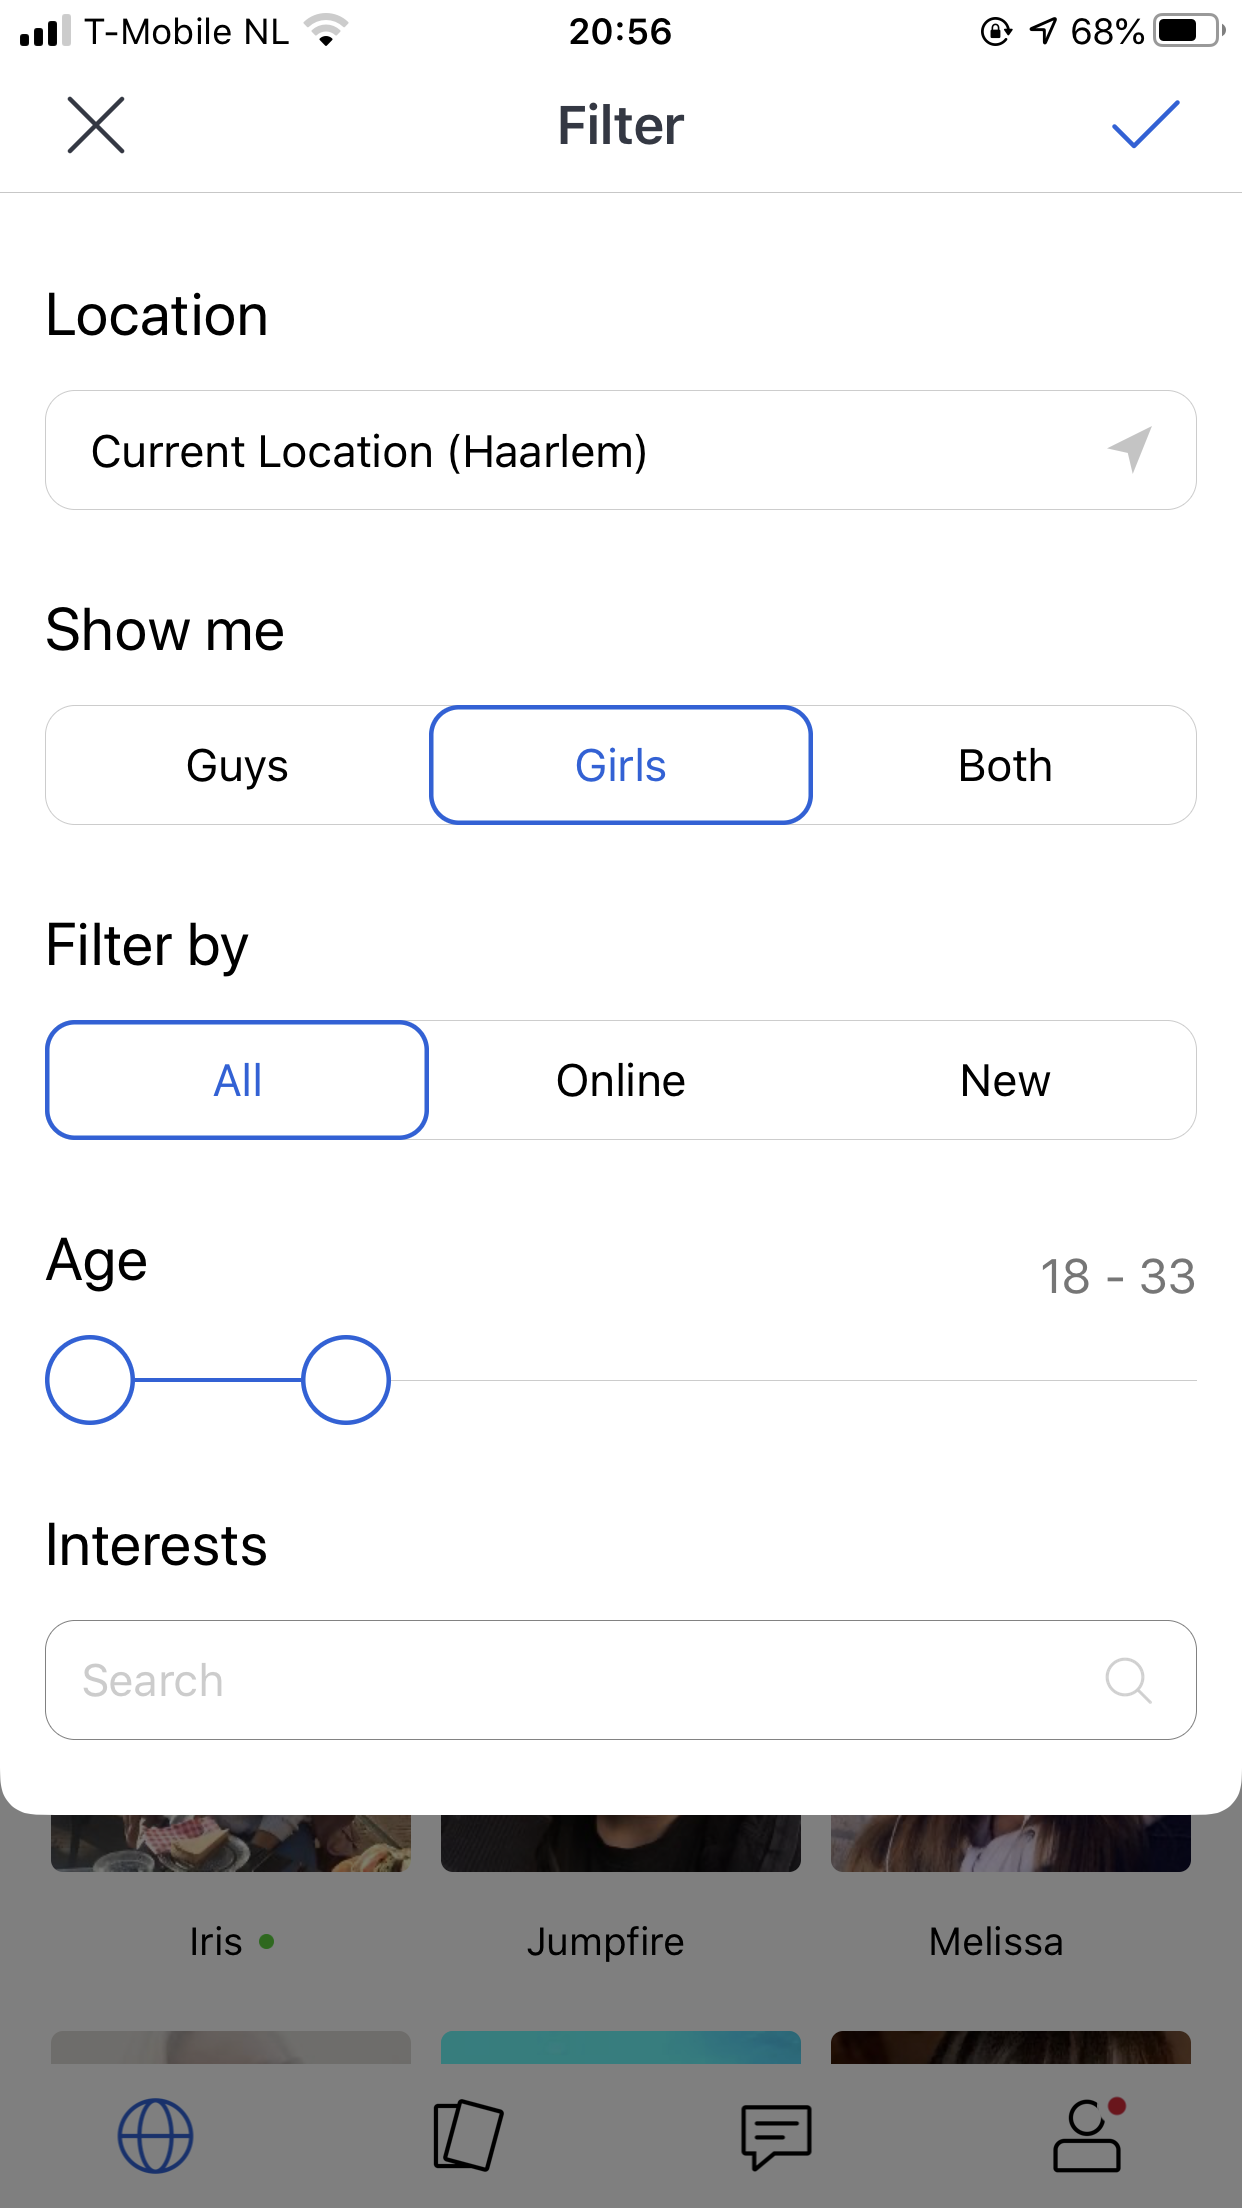 T-Mobile NL 20:56 68%
Filter
Location
Current Location (Haarlem)
Show me
Guys Girls Both
Filter by
All Online New
Age 18 - 33
Interests
Search
Iris Jumpfire Melissa